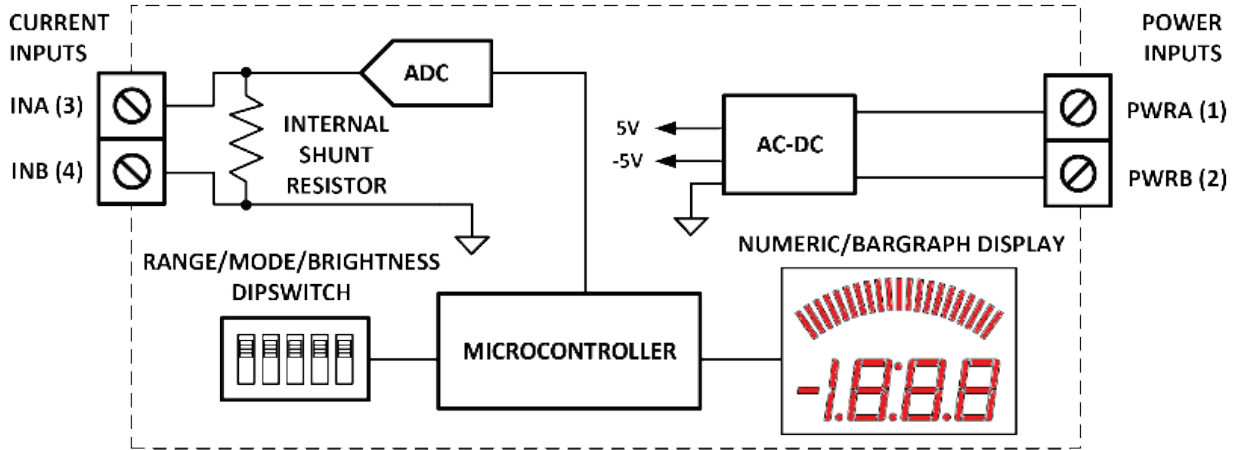 CURRENT
INPUTS
INA (3)
INB (4)
ADC
INTERNAL
SHUNT
RESISTOR
5V
-5V
AC-DC
POWER
INPUTS
PWRA (1)
PWRB (2)
RANGE/MODE/BRIGHTNESS
DIPSWITCH
MICROCONTROLLER
NUMERIC/BARGRAPH DISPLAY
-1.8:8.8